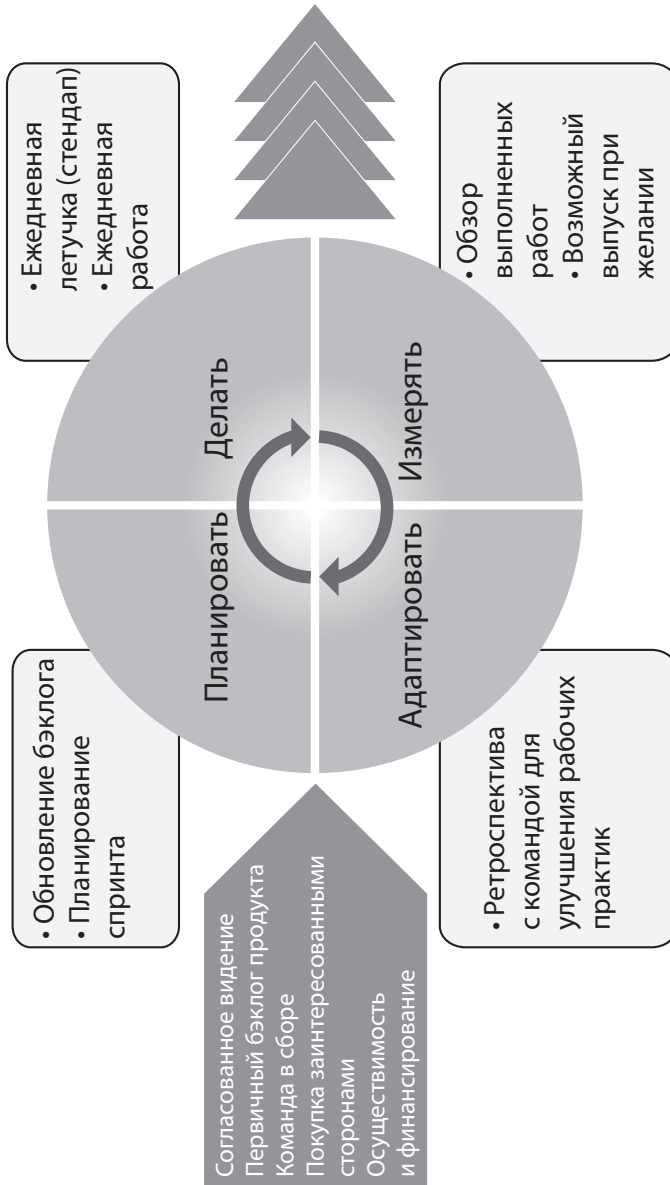 Согласованное видение
Первичный бэклог продукта
Команда в сборе
Покупка заинтересованными
сторонами
Осуществимость
и финансирование
• Обновление бэклога
• Планирование
спринта
Планировать
Делать
• Ежедневная
летучка (стендап)
• Ежедневная
работа
Адаптировать
Измерять
• Ретроспектива
с командой для
улучшения рабочих
практик
• Обзор
выполненных
работ
• Возможный
выпуск при
желании